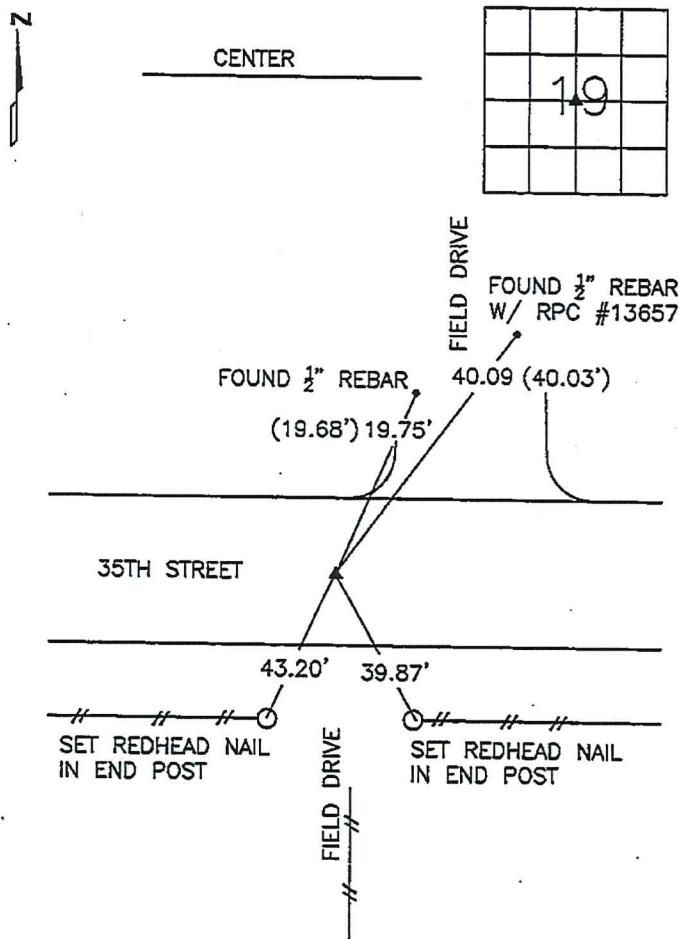 N
CENTER
19
FIELD DRIVE
FOUND ½" REBAR
W/ RPC #13657
FOUND ½" REBAR
40.09 (40.03')
(19.68') 19.75'
35TH STREET
43.20'
39.87'
SET REDHEAD NAIL
IN END POST
SET REDHEAD NAIL
IN END POST
FIELD DRIVE